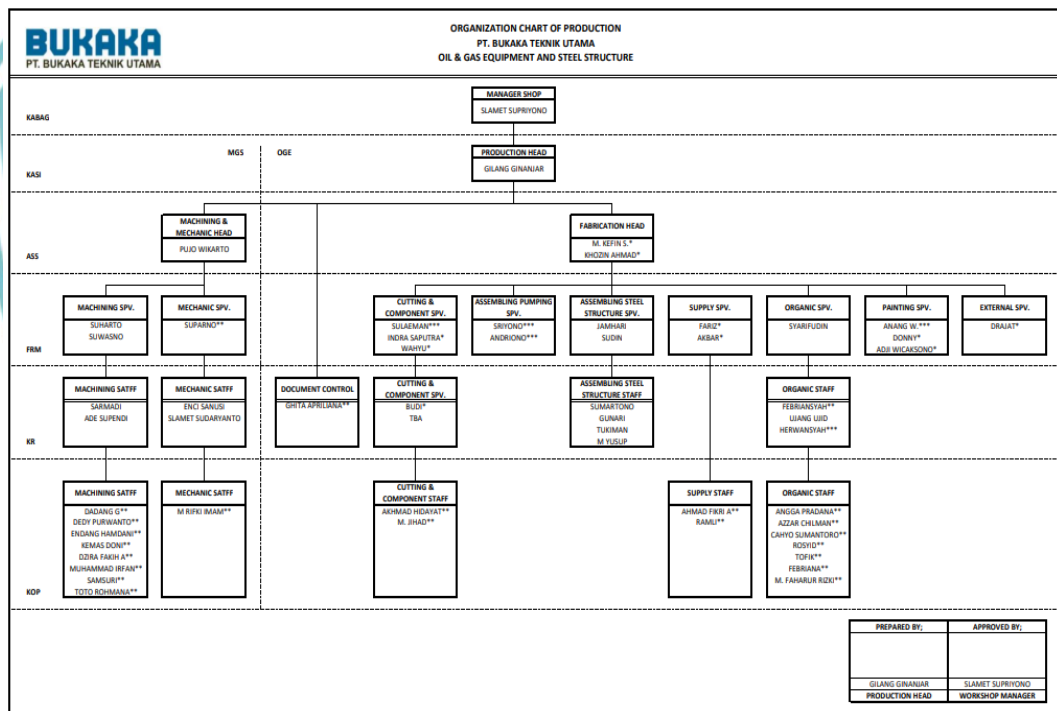 BUKAKA
PT. BUKAKA TEKNIK UTAMA
ORGANIZATION CHART OF PRODUCTION
PT. BUKAKA TEKNIK UTAMA
OIL & GAS EQUIPMENT AND STEEL STRUCTURE
KABAG
MANAGER SHOP
SLAMET SUPRIYONO
KASI
MGS
OGE
PRODUCTION HEAD
GILANG GINANJAR
ASS
MACHINING &
MECHANIC HEAD
PUJO WIKARTO
FABRICATION HEAD
M. KEFIN S.*
KHOZIN AHMAD*
FRM
MACHINING SPV.
SUHARTO
SUWASNO
MECHANIC SPV.
SUPARNO**
CUTTING &
COMPONENT SPV.
SULAEMAN***
INDRA SAPUTRA*
WAHYU*
ASSEMBLING PUMPING
SPV.
SRIYONO***
ANDRIONO***
ASSEMBLING STEEL
STRUCTURE SPV.
JAMHARI
SUDIN
SUPPLY SPV.
FARIZ*
AKBAR*
ORGANIC SPV.
SYARIFUDIN
PAINTING SPV.
ANANG W.***
DONNY*
ADJI WICAKSONO*
EXTERNAL SPV.
DRAJAT*
KR
MACHINING SATFF
SARMADI
ADE SUPENDI
MECHANIC SATFF
ENCI SANUSI
SLAMET SUDARYANTO
DOCUMENT CONTROL
GHITA APRILIANA**
CUTTING &
COMPONENT SPV.
BUDI*
TBA
ASSEMBLING STEEL
STRUCTURE STAFF
SUMARTONO
GUNARI
TUKIMAN
M YUSUP
ORGANIC STAFF
FEBRIANSYAH**
UJANG UJID
HERWANSYAH***
KOP
MACHINING SATFF
DADANG G**
DEDY PURWANTO**
ENDANG HAMDANI**
KEMAS DONI**
DZIRA FAKIH A**
MUHAMMAD IRFAN**
SAMSURI**
TOTO ROHMANA**
MECHANIC SATFF
M RIFKI IMAM**
CUTTING &
COMPONENT STAFF
AKHMAD HIDAYAT**
M. JIHAD**
SUPPLY STAFF
AHMAD FIKRI A**
RAMLI**
ORGANIC STAFF
ANGGA PRADANA**
AZZAR CHILMAN**
CAHYO SUMANTORO**
ROSYID**
TOFIK**
FEBRIANA**
M. FAHARUR RIZKI**
PREPARED BY;
APPROVED BY;
GILANG GINANJAR
SLAMET SUPRIYONO
PRODUCTION HEAD
WORKSHOP MANAGER